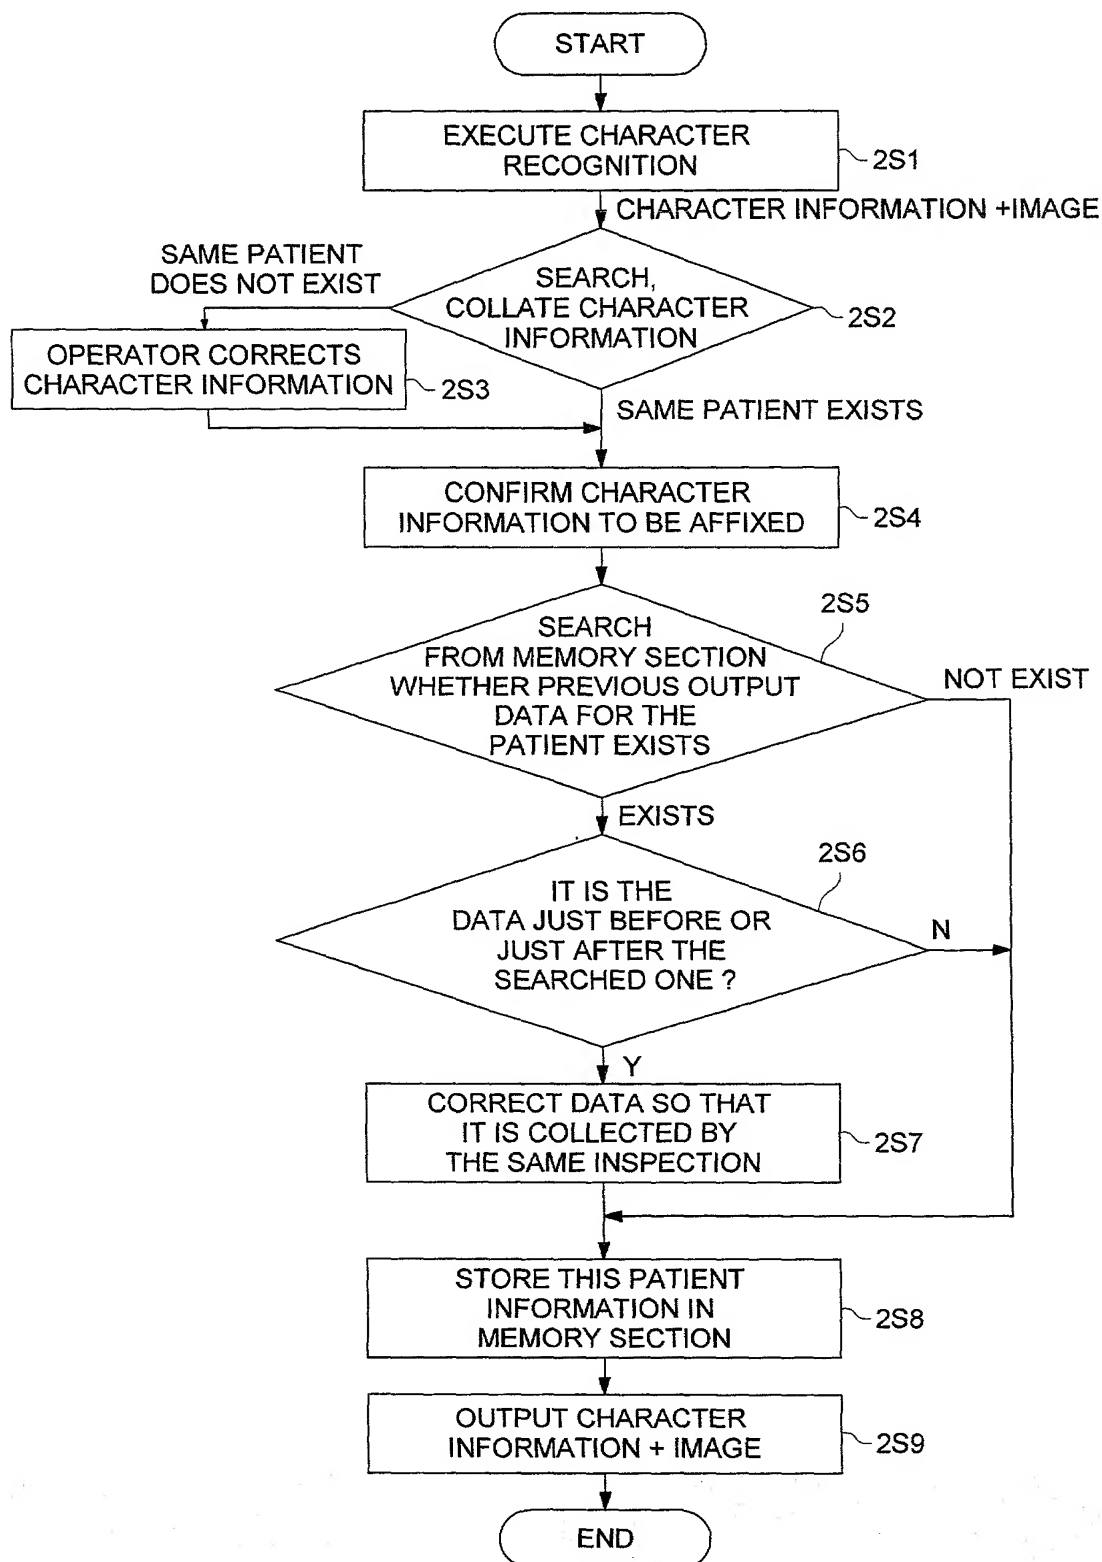 START
EXECUTE CHARACTER
RECOGNITION
2S1
CHARACTER INFORMATION +IMAGE
SAME PATIENT
DOES NOT EXIST
SEARCH,
COLLATE CHARACTER
INFORMATION
2S2
OPERATOR CORRECTS
CHARACTER INFORMATION
2S3
SAME PATIENT EXISTS
CONFIRM CHARACTER
INFORMATION TO BE AFFIXED
2S4
2S5
SEARCH
FROM MEMORY SECTION
WHETHER PREVIOUS OUTPUT
DATA FOR THE
PATIENT EXISTS
NOT EXIST
EXISTS
2S6
IT IS THE
DATA JUST BEFORE OR
JUST AFTER THE
SEARCHED ONE ?
N
Y
CORRECT DATA SO THAT
IT IS COLLECTED BY
THE SAME INSPECTION
2S7
STORE THIS PATIENT
INFORMATION IN
MEMORY SECTION
2S8
OUTPUT CHARACTER
INFORMATION + IMAGE
2S9
END